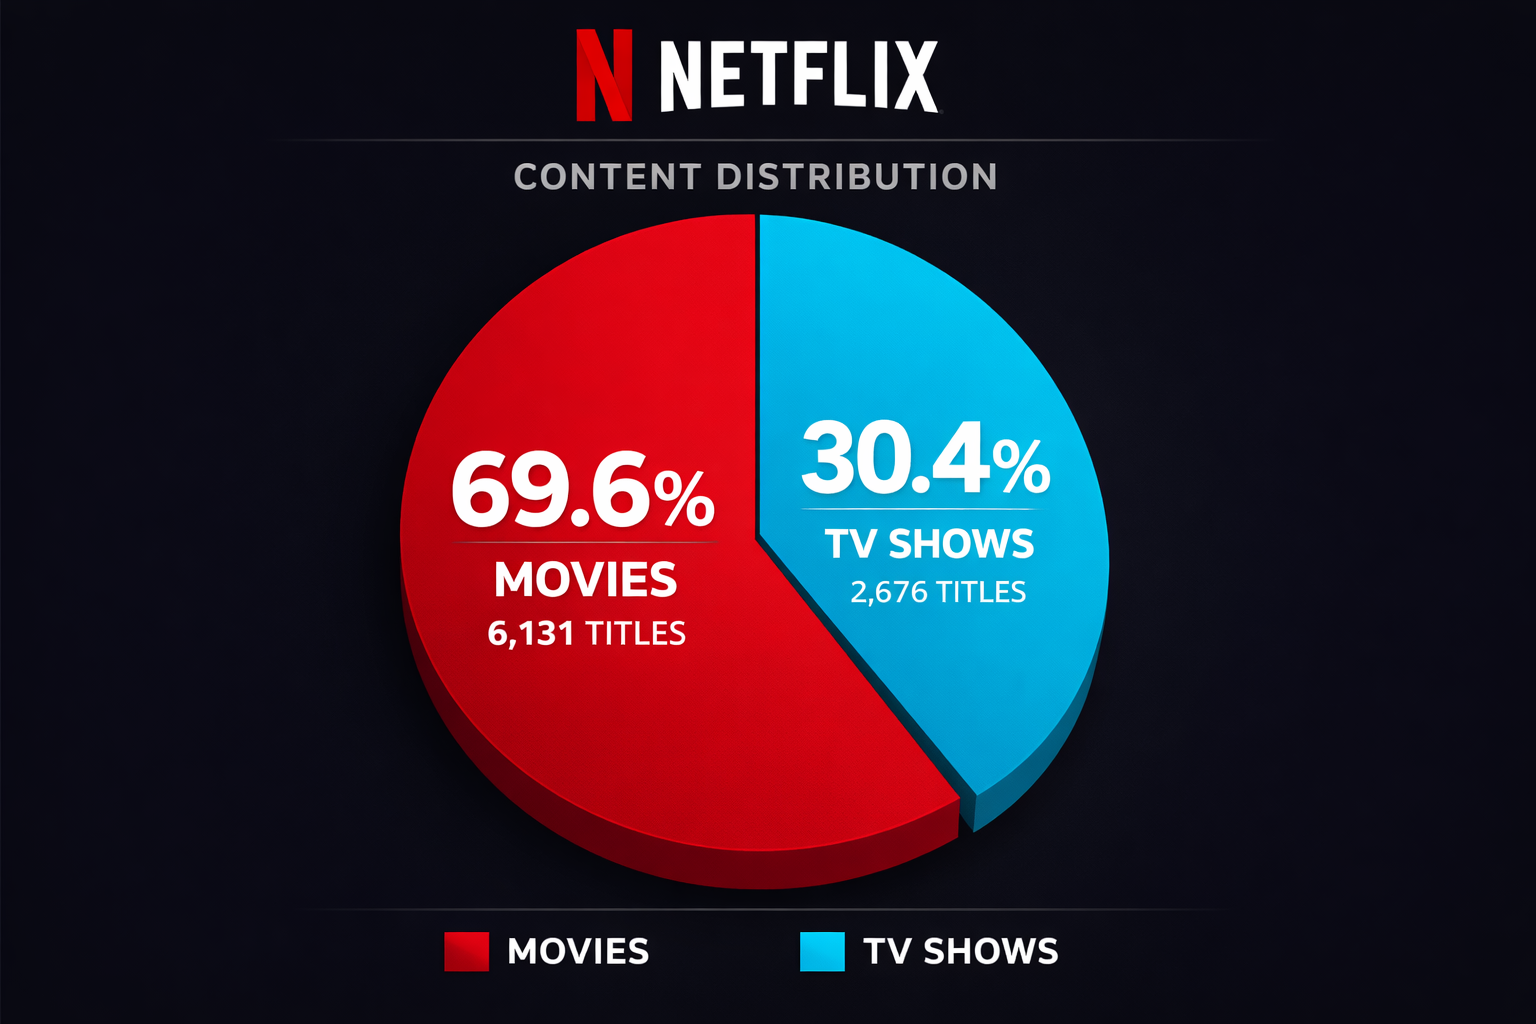 N NETFLIX
CONTENT DISTRIBUTION
69.6%
MOVIES
6,131 TITLES
30.4%
TV SHOWS
2,676 TITLES
MOVIES
TV SHOWS